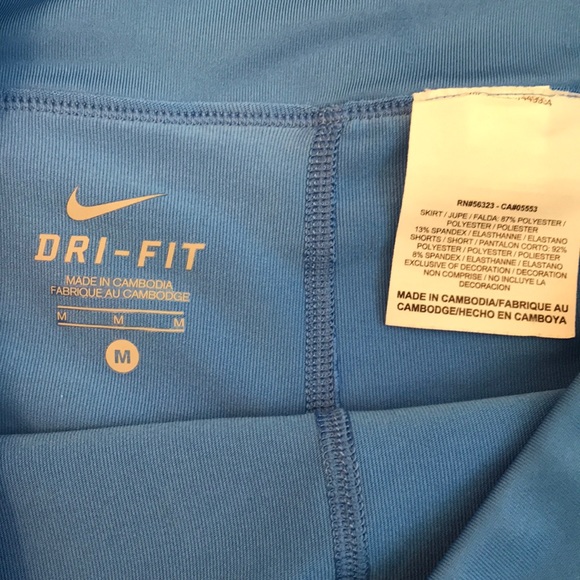 DRI-FIT
MADE IN CAMBODIA
FABRIQUE AU CAMBODGE
M M M
M
RN#56323 - CA#05553
SKIRT / JUPE / FALDA: 87% POLYESTER /
POLYESTER / POLIESTER
13% SPANDEX / ELASTHANNE / ELASTANO
SHORTS / SHORT / PANTALON CORTO: 92%
POLYESTER / POLYESTER / POLIESTER
8% SPANDEX / ELASTHANNE / ELASTANO
EXCLUSIVE OF DECORATION / DECORATION
NON COMPRISE / NO INCLUYE LA
DECORACION
MADE IN CAMBODIA/FABRIQUE AU
CAMBODGE/HECHO EN CAMBOYA